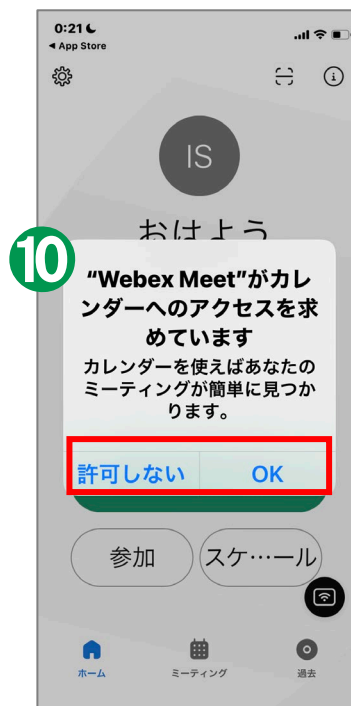 0:21
◀ App Store
IS
おはよう
10
“Webex Meet”がカレ
ンダーへのアクセスを求
めています
カレンダーを使えばあなたの
ミーティングが簡単に見つか
ります。
許可しない OK
参加 スケ…ール
ホーム ミーティング 過去